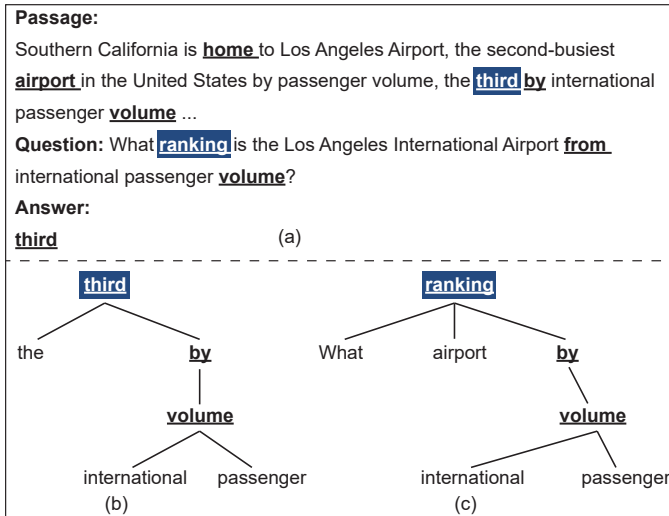 Passage:
Southern California is home to Los Angeles Airport, the second-busiest
airport in the United States by passenger volume, the third by international
passenger volume ...
Question: What ranking is the Los Angeles International Airport from
international passenger volume?
Answer:
third (a)
third ranking
the by What airport by
volume volume
international passenger international passenger
(b) (c)